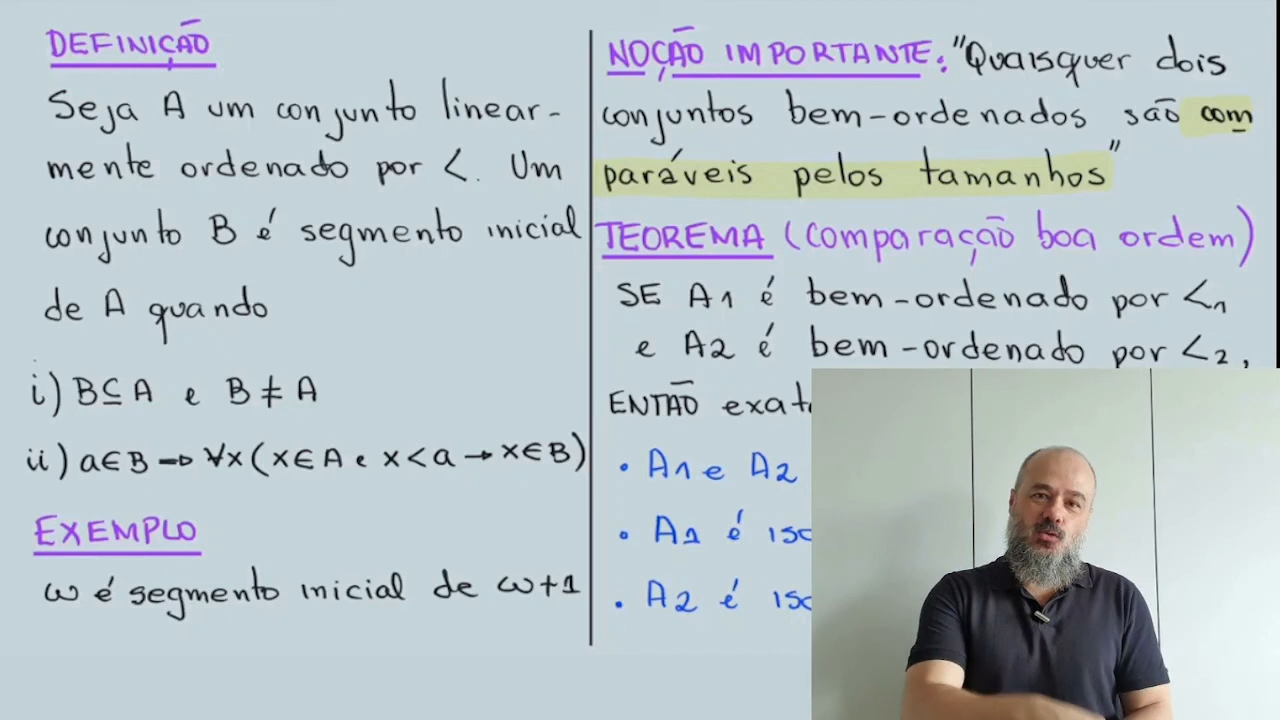 DEFINIÇÃO
Seja A um conjunto linear-
mente ordenado por <. Um
conjunto B é segmento inicial
de A quando
i) B⊆A e B≠A
ii) a∈B → ∀x(x∈A e x<a → x∈B)
EXEMPLO
ω é segmento inicial de ω+1
NOÇÃO IMPORTANTE: "Quaisquer dois
conjuntos bem-ordenados são com
paráveis pelos tamanhos"
TEOREMA (comparação boa ordem)
SE A1 é bem-ordenado por <1
e A2 é bem-ordenado por <2,
ENTÃO
• A1 e A2
• A1 é
• A2 é